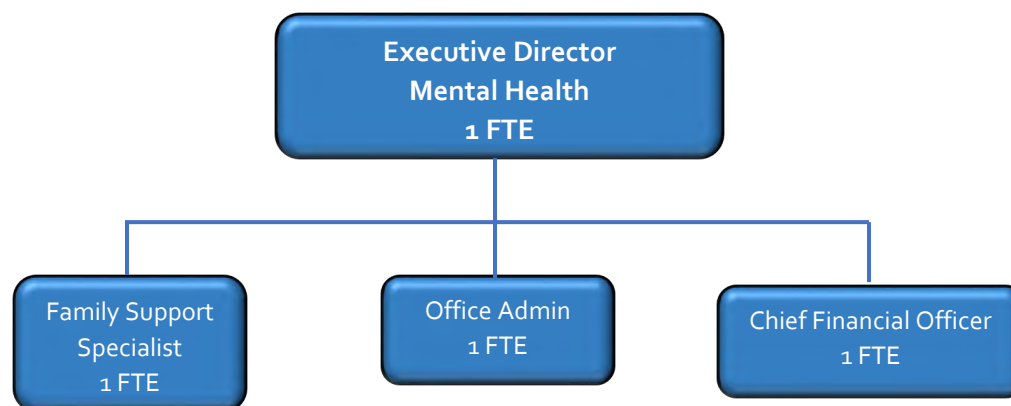 Executive Director
Mental Health
1 FTE
Family Support
Specialist
1 FTE
Office Admin
1 FTE
Chief Financial Officer
1 FTE